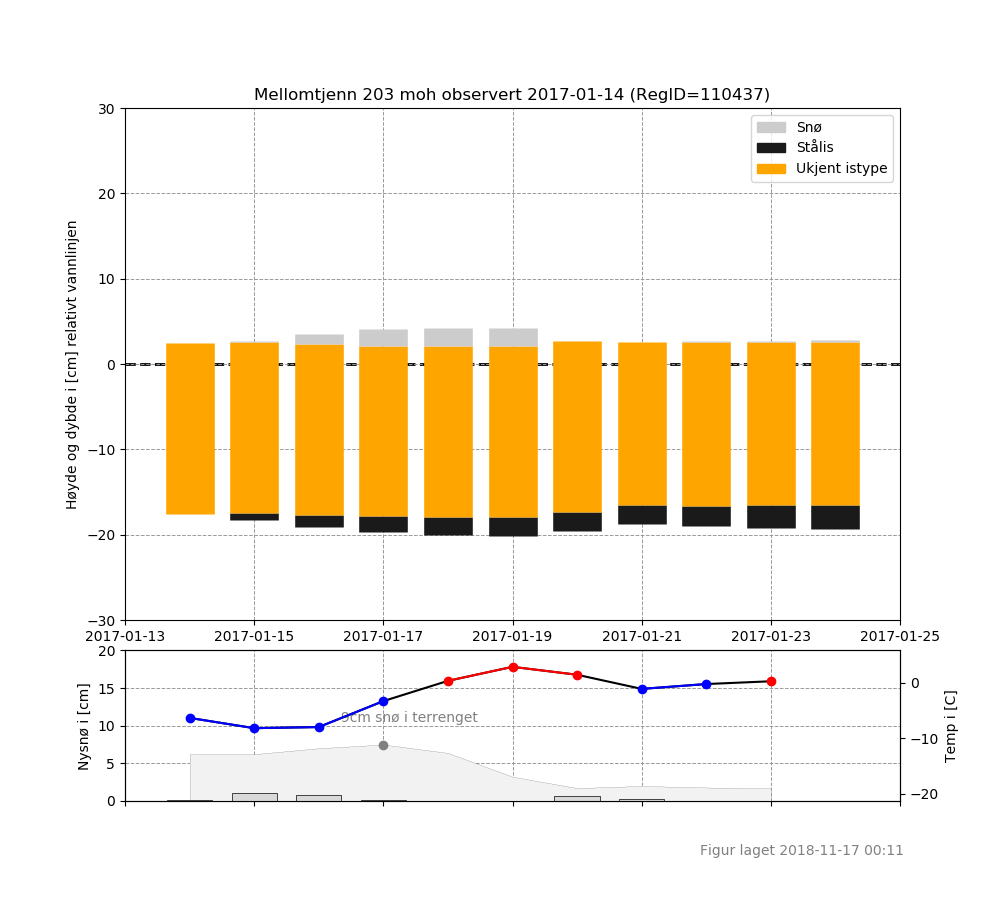 Mellomtjenn 203 moh observert 2017-01-14 (RegID=110437)
30
20
10
0
−10
−20
−30
Høyde og dybde i [cm] relativt vannlinjen
Snø
Stålis
Ukjent istype
2017-01-13
2017-01-15
2017-01-17
2017-01-19
2017-01-21
2017-01-23
2017-01-25
20
15
10
5
0
Nysnø i [cm]
9cm snø i terrenget
0
−10
−20
Temp i [C]
Figur laget 2018-11-17 00:11